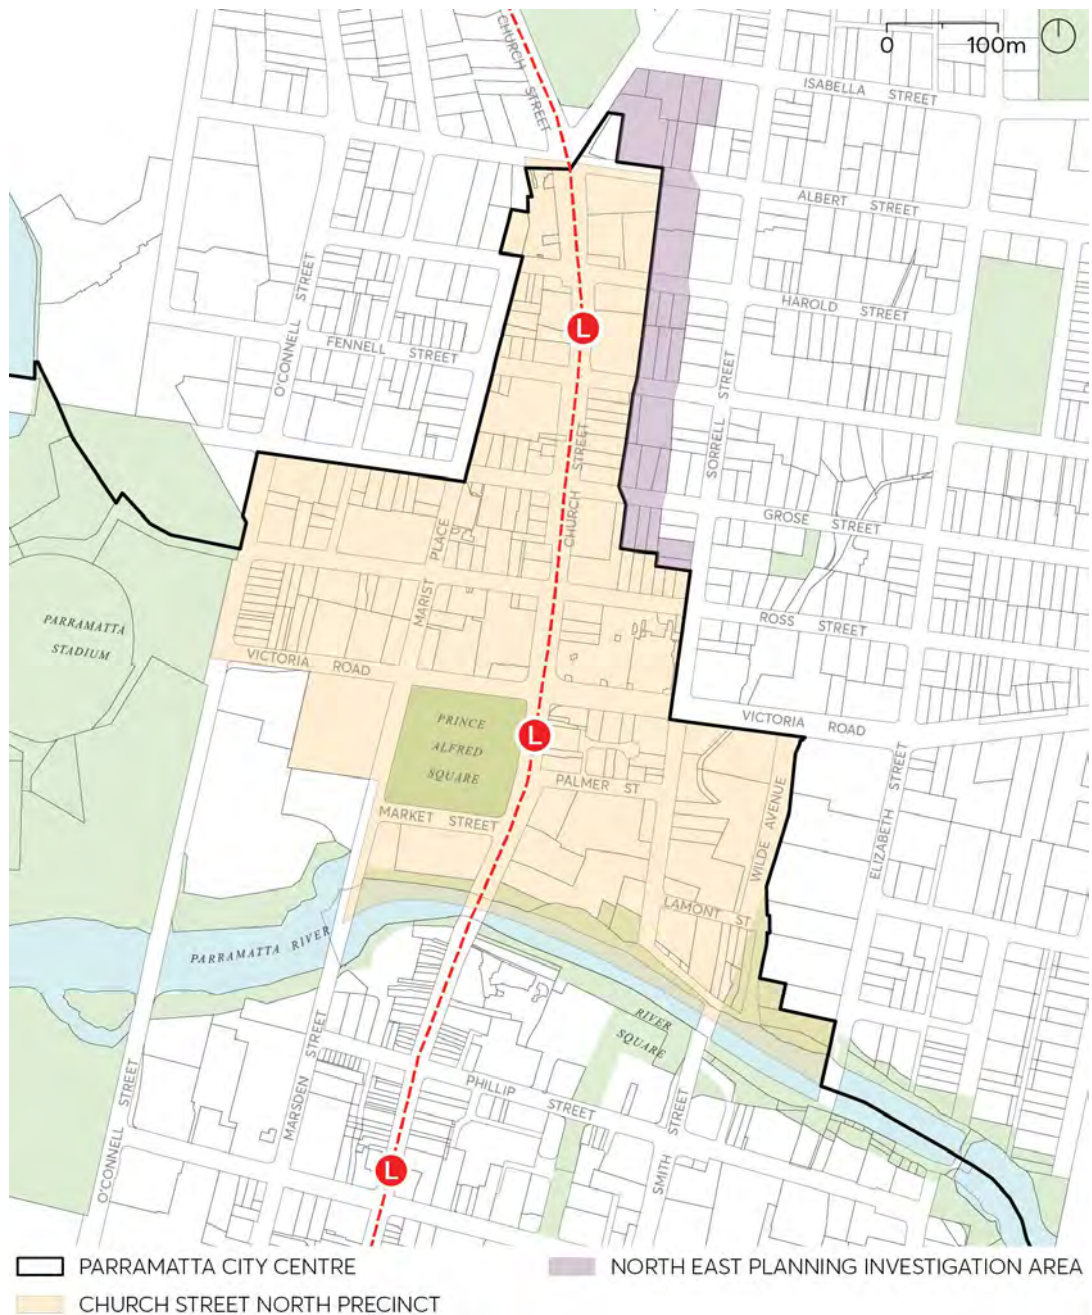 0 100m
CHURCH STREET
ISABELLA STREET
ALBERT STREET
O'CONNELL STREET
HAROLD STREET
L
FENNELL STREET
SORRELL STREET
CHURCH STREET
GROSE STREET
MARIST PLACE
PARRAMATTA
STADIUM
ROSS STREET
VICTORIA ROAD
PRINCE
ALFRED
SQUARE
L
VICTORIA ROAD
PALMER ST
MARKET STREET
WILDE AVENUE
ELIZABETH STREET
LAMONT ST
PARRAMATTA RIVER
RIVER
SQUARE
O'CONNELL STREET
MARSDEN STREET
PHILLIP STREET
SMITH STREET
L
PARRAMATTA CITY CENTRE
NORTH EAST PLANNING INVESTIGATION AREA
CHURCH STREET NORTH PRECINCT